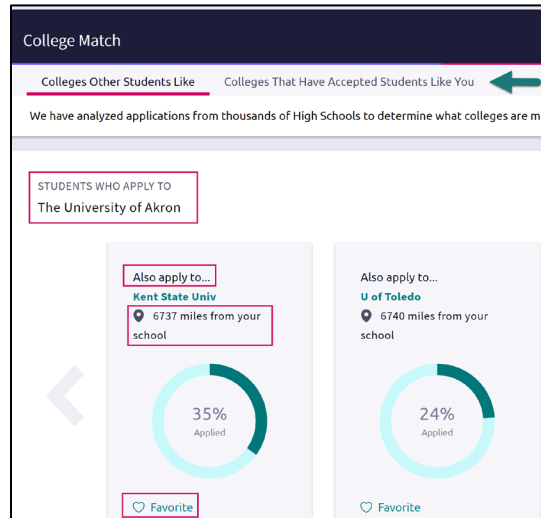 College Match
Colleges Other Students Like Colleges That Have Accepted Students Like You
We have analyzed applications from thousands of High Schools to determine what colleges are m
STUDENTS WHO APPLY TO
The University of Akron
Also apply to...
Kent State Univ
6737 miles from your
school
35%
Applied
Favorite
Also apply to...
U of Toledo
6740 miles from your
school
24%
Applied
Favorite